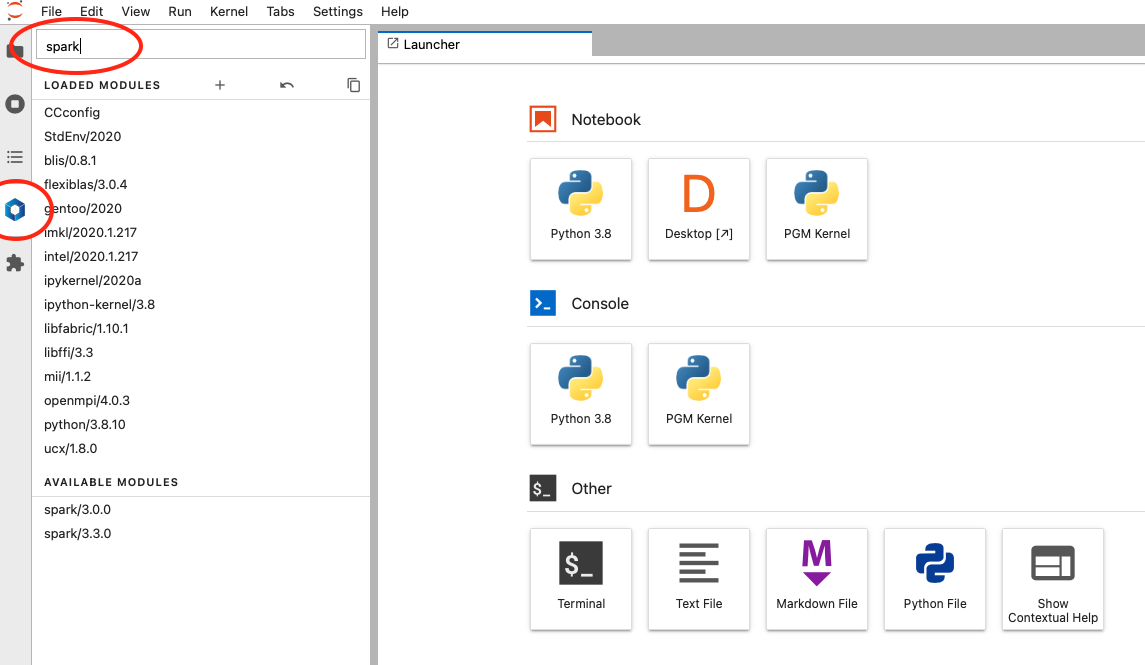 File Edit View Run Kernel Tabs Settings Help
spark
LOADED MODULES
CCconfig
StdEnv/2020
blis/0.8.1
flexiblas/3.0.4
gentoo/2020
imkl/2020.1.217
intel/2020.1.217
ipykernel/2020a
ipython-kernel/3.8
libfabric/1.10.1
libffi/3.3
mii/1.1.2
openmpi/4.0.3
python/3.8.10
ucx/1.8.0
AVAILABLE MODULES
spark/3.0.0
spark/3.3.0
Launcher
Notebook
Python 3.8
Desktop [↗]
PGM Kernel
Console
Python 3.8
PGM Kernel
$_ Other
$_
Terminal
Text File
M
Markdown File
Python File
Show
Contextual Help